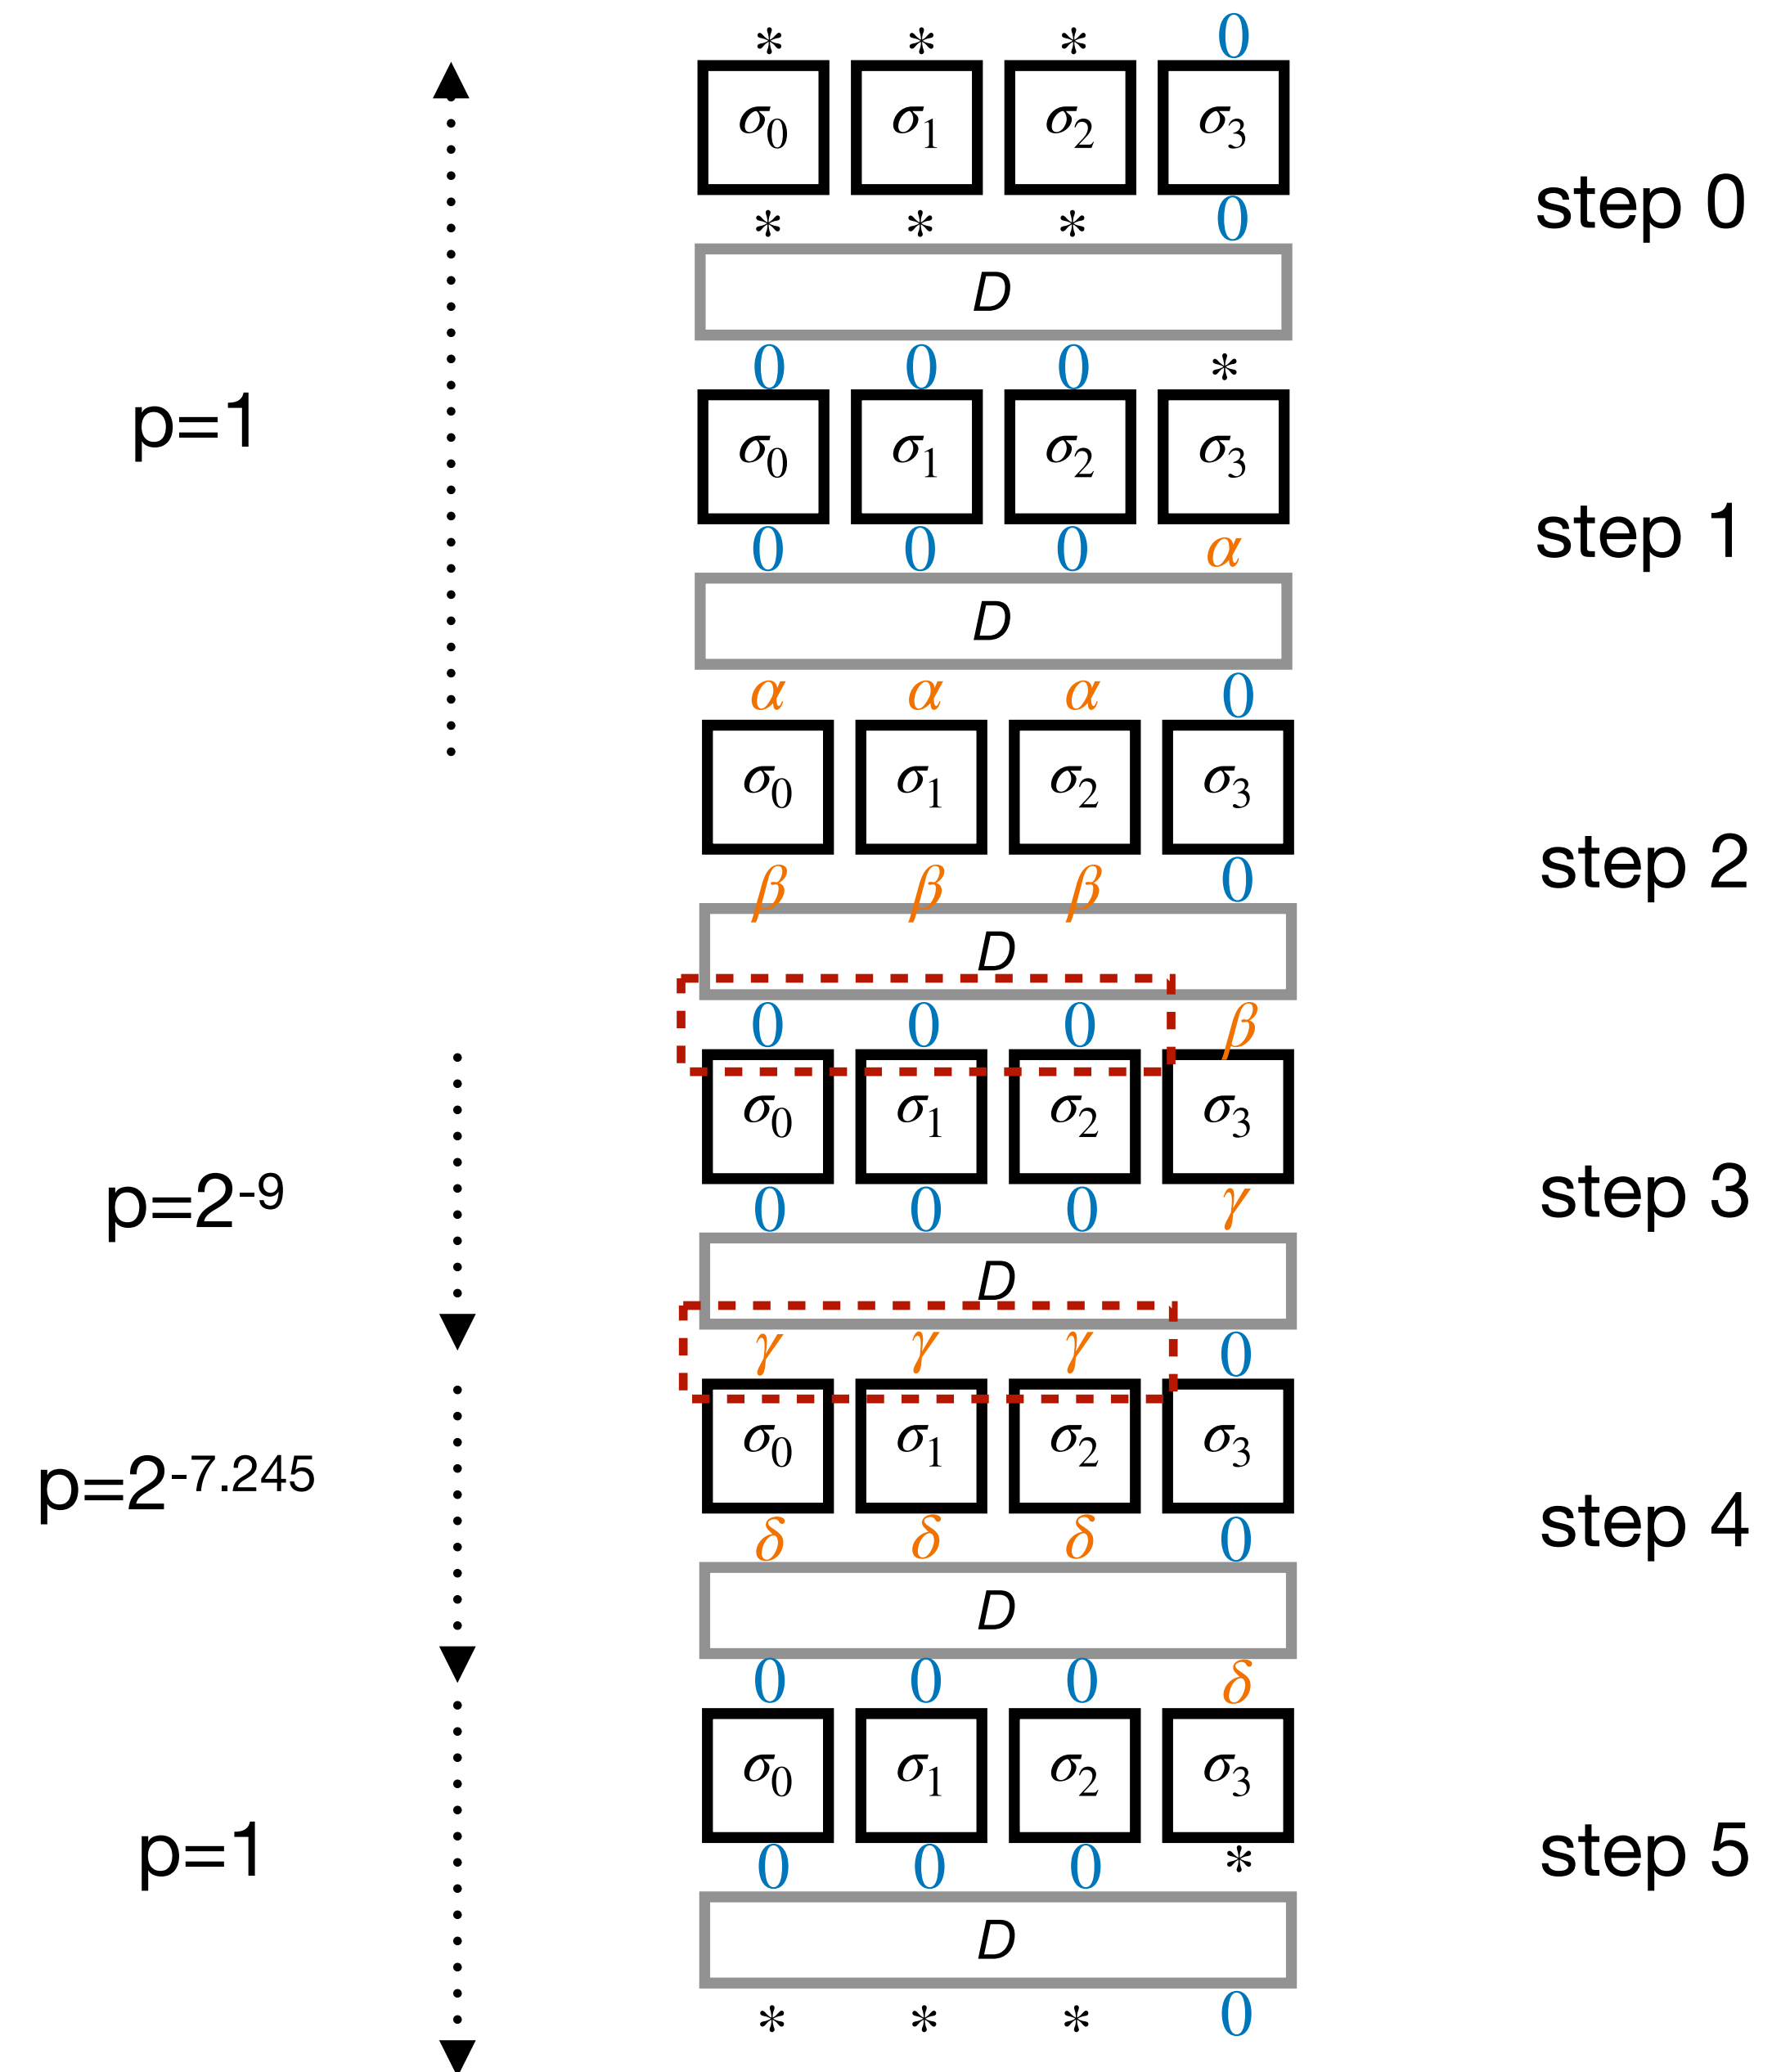 * * * 0
σ0 σ1 σ2 σ3
step 0
* * * 0
D
0 0 0 *
p=1
σ0 σ1 σ2 σ3
step 1
0 0 0 α
D
α α α 0
σ0 σ1 σ2 σ3
step 2
β β β 0
D
0 0 0 β
σ0 σ1 σ2 σ3
p=2-9
step 3
0 0 0 γ
D
γ γ γ 0
σ0 σ1 σ2 σ3
p=2-7.245
step 4
δ δ δ 0
D
0 0 0 δ
σ0 σ1 σ2 σ3
p=1
step 5
0 0 0 *
D
* * * 0